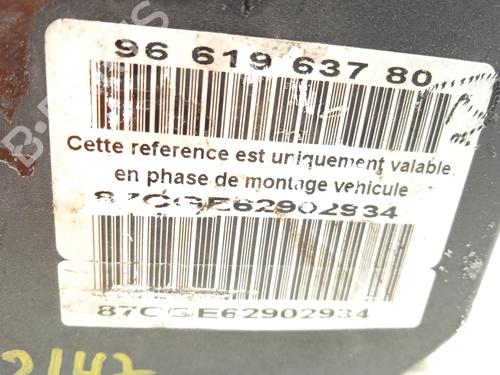 96 619 637 80
Cette reference est uniquement valable
en phase de montage vehicule
87CGE62902934
87CGE62902934